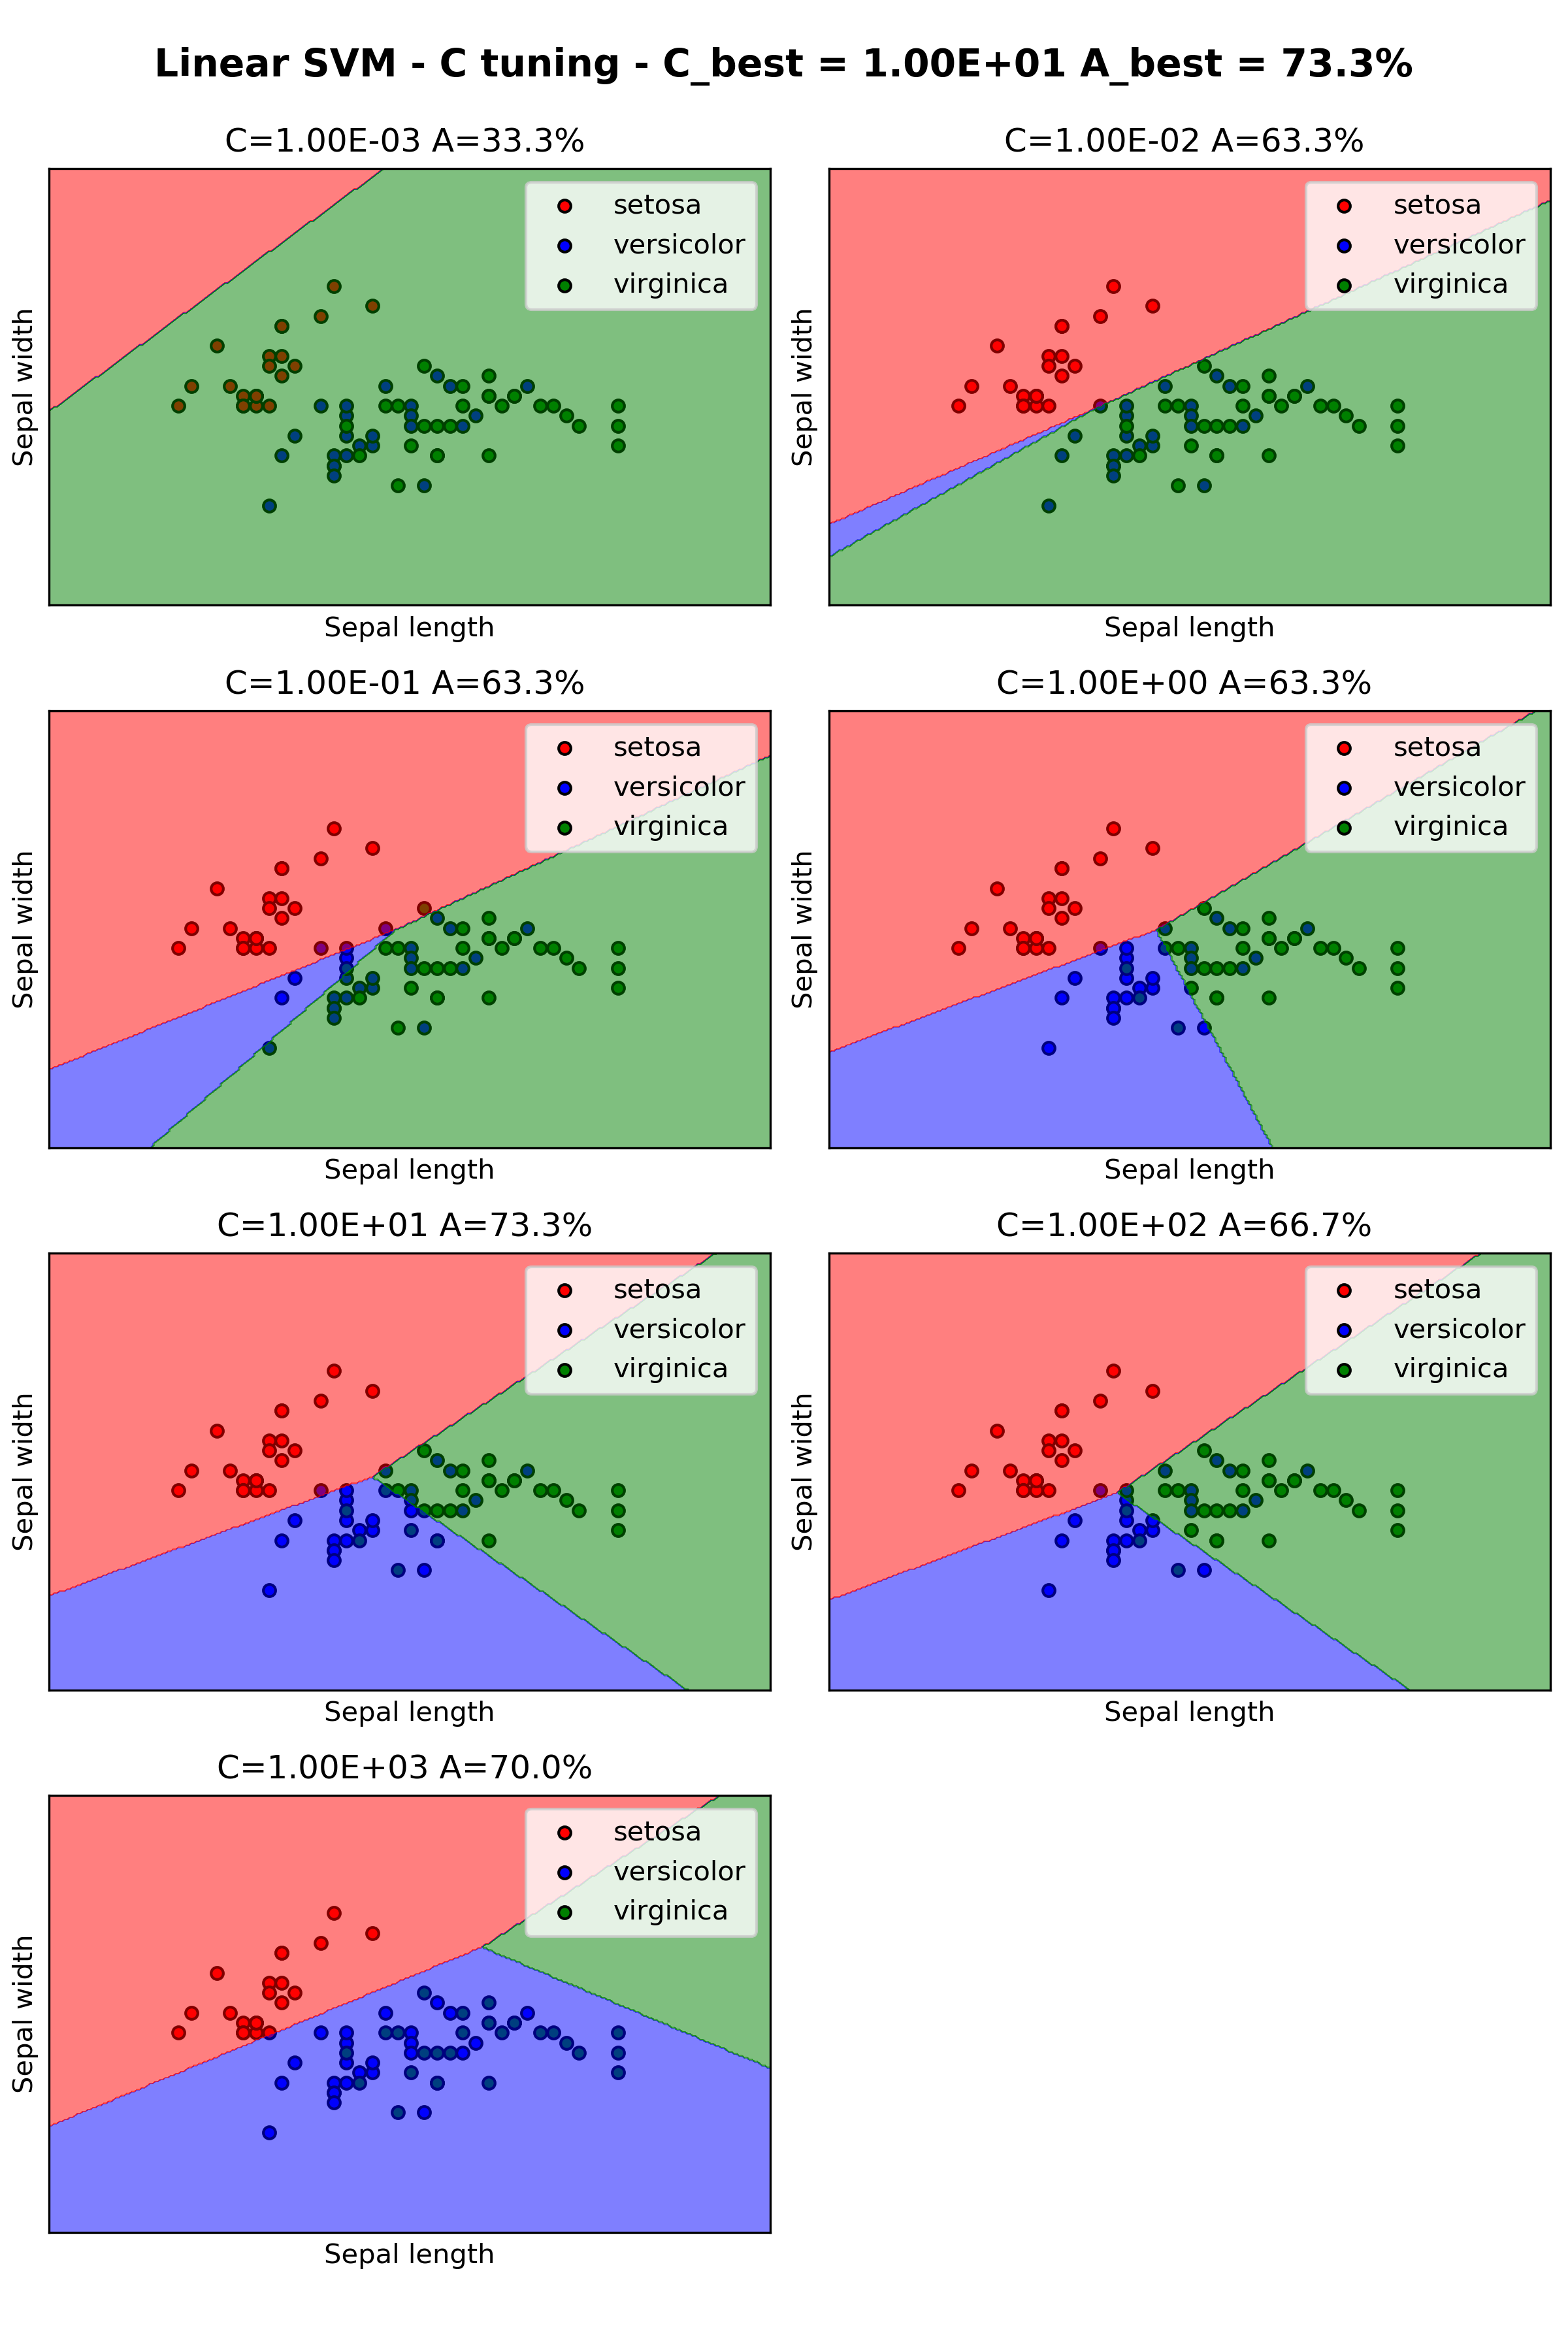 Linear SVM - C tuning - C_best = 1.00E+01 A_best = 73.3%
C=1.00E-03 A=33.3%
setosa
versicolor
virginica
Sepal width
Sepal length
C=1.00E-02 A=63.3%
setosa
versicolor
virginica
Sepal width
Sepal length
C=1.00E-01 A=63.3%
setosa
versicolor
virginica
Sepal width
Sepal length
C=1.00E+00 A=63.3%
setosa
versicolor
virginica
Sepal width
Sepal length
C=1.00E+01 A=73.3%
setosa
versicolor
virginica
Sepal width
Sepal length
C=1.00E+02 A=66.7%
setosa
versicolor
virginica
Sepal width
Sepal length
C=1.00E+03 A=70.0%
setosa
versicolor
virginica
Sepal width
Sepal length